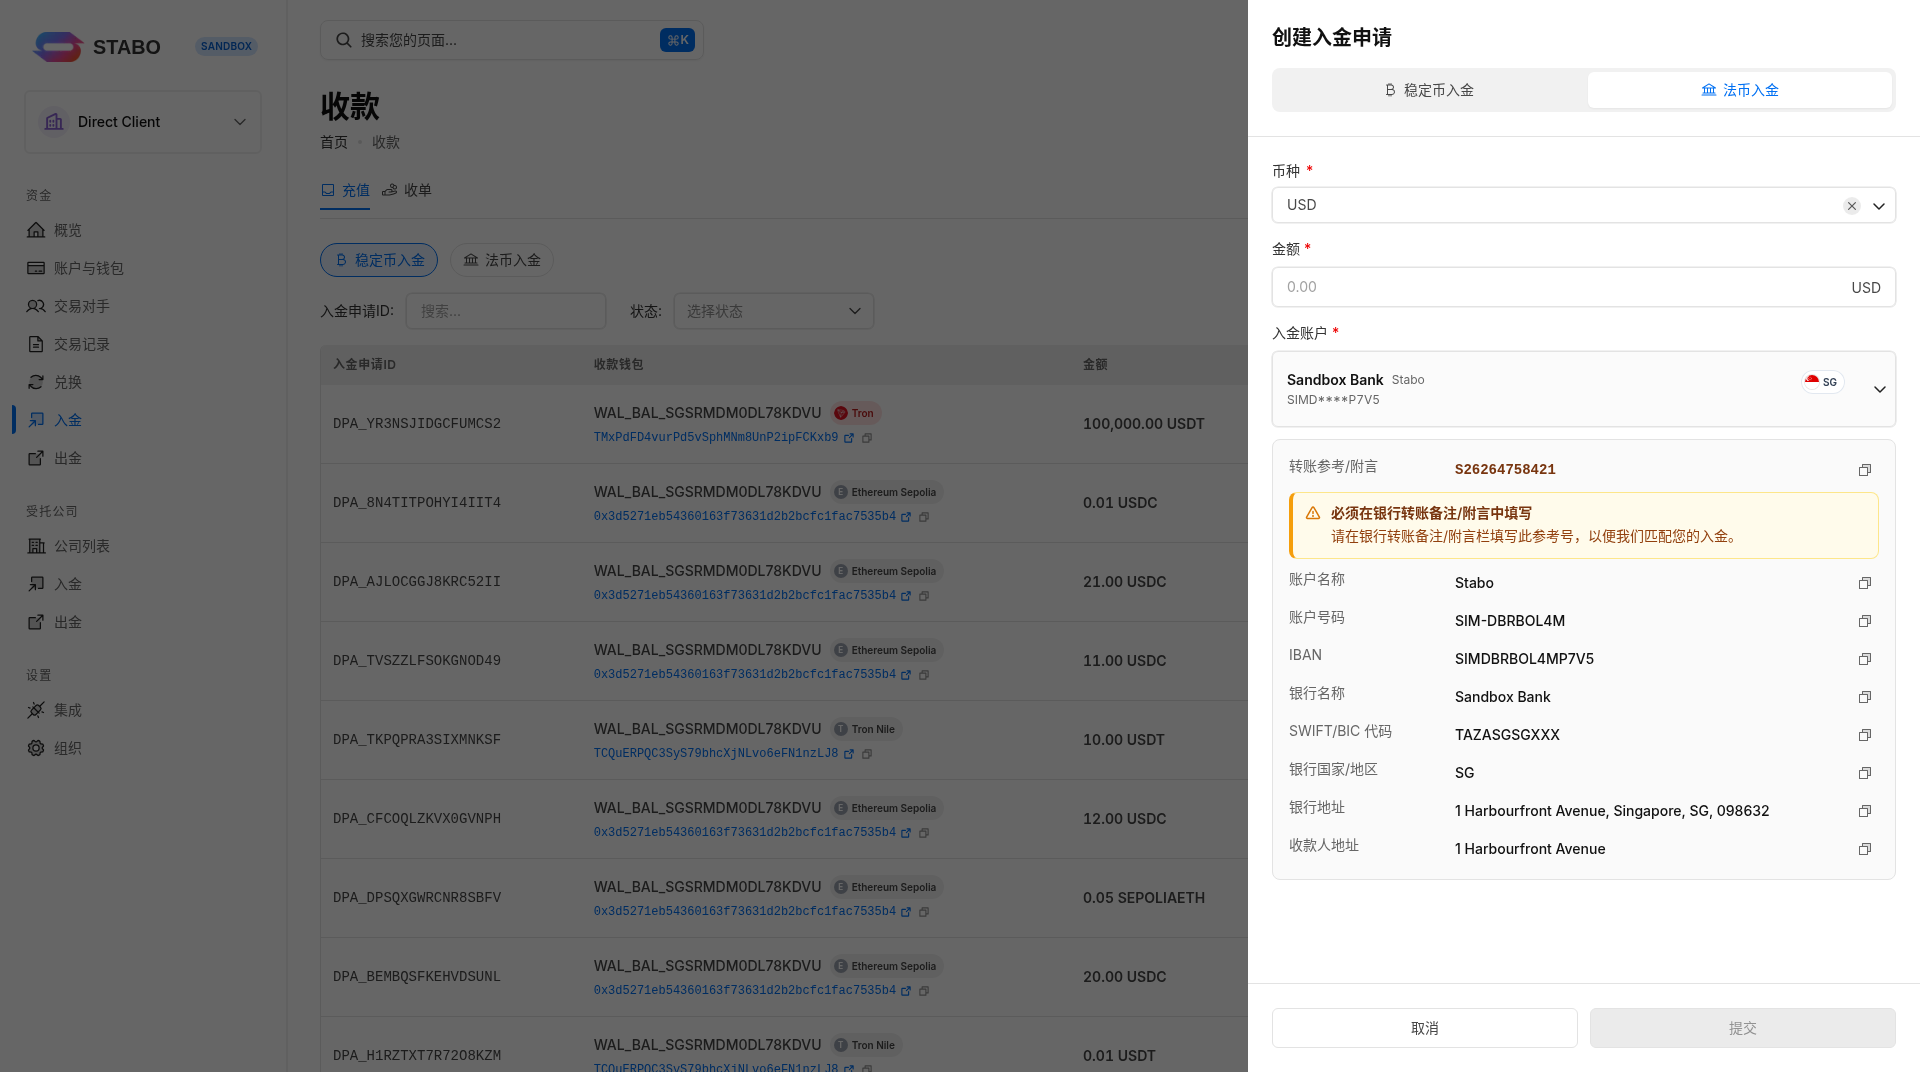 STABO
SANDBOX
Direct Client
资金
概览
账户与钱包
交易对手
交易记录
兑换
入金
出金
受托公司
公司列表
入金
出金
设置
集成
组织
搜索您的页面...
⌘K
收款
首页 • 收款
充值 收单
稳定币入金 法币入金
入金申请ID: 搜索... 状态: 选择状态
入金申请ID 收款钱包 金额
DPA_YR3NSJIDGCFUMCS2 WAL_BAL_SGSRMDM0DL78KDVU Tron 100,000.00 USDT
TMxPdFD4vurPd5vSphMNm8UnP2ipFCKxb9
DPA_8N4TITPOHYI4IIT4 WAL_BAL_SGSRMDM0DL78KDVU E Ethereum Sepolia 0.01 USDC
0x3d5271eb54360163f73631d2b2bcfc1fac7535b4
DPA_AJLOCGGJ8KRC52II WAL_BAL_SGSRMDM0DL78KDVU E Ethereum Sepolia 21.00 USDC
0x3d5271eb54360163f73631d2b2bcfc1fac7535b4
DPA_TVSZZLFSOKGNOD49 WAL_BAL_SGSRMDM0DL78KDVU E Ethereum Sepolia 11.00 USDC
0x3d5271eb54360163f73631d2b2bcfc1fac7535b4
DPA_TKPQPRA3SIXMNKSF WAL_BAL_SGSRMDM0DL78KDVU T Tron Nile 10.00 USDT
TCQuERPQC3SyS79bhcXjNLvo6eFN1nzLJ8
DPA_CFCOQLZKVX0GVNPH WAL_BAL_SGSRMDM0DL78KDVU E Ethereum Sepolia 12.00 USDC
0x3d5271eb54360163f73631d2b2bcfc1fac7535b4
DPA_DPSQXGWRCNR8SBFV WAL_BAL_SGSRMDM0DL78KDVU E Ethereum Sepolia 0.05 SEPOLIAETH
0x3d5271eb54360163f73631d2b2bcfc1fac7535b4
DPA_BEMBQSFKEHVDSUNL WAL_BAL_SGSRMDM0DL78KDVU E Ethereum Sepolia 20.00 USDC
0x3d5271eb54360163f73631d2b2bcfc1fac7535b4
DPA_H1RZTXT7R72O8KZM WAL_BAL_SGSRMDM0DL78KDVU T Tron Nile 0.01 USDT
TCQuERPQC3SyS79bhcXjNLvo6eFN1nzLJ8
创建入金申请
稳定币入金 法币入金
币种 *
USD
金额 *
0.00 USD
入金账户 *
Sandbox Bank Stabo SG
SIMD****P7V5
转账参考/附言 S26264758421
必须在银行转账备注/附言中填写
请在银行转账备注/附言栏填写此参考号，以便我们匹配您的入金。
账户名称 Stabo
账户号码 SIM-DBRBOL4M
IBAN SIMDBRBOL4MP7V5
银行名称 Sandbox Bank
SWIFT/BIC 代码 TAZASGSGXXX
银行国家/地区 SG
银行地址 1 Harbourfront Avenue, Singapore, SG, 098632
收款人地址 1 Harbourfront Avenue
取消 提交